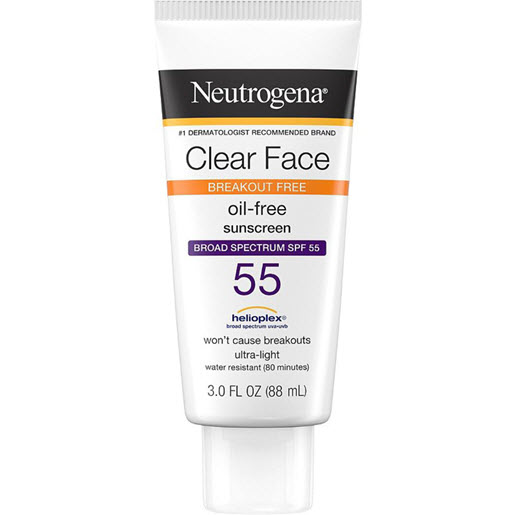 Neutrogena®
#1 DERMATOLOGIST RECOMMENDED BRAND
Clear Face
BREAKOUT FREE
oil-free
sunscreen
BROAD SPECTRUM SPF 55
55
helioplex®
broad spectrum uva•uvb
won't cause breakouts
ultra-light
water resistant (80 minutes)
3.0 FL OZ (88 mL)